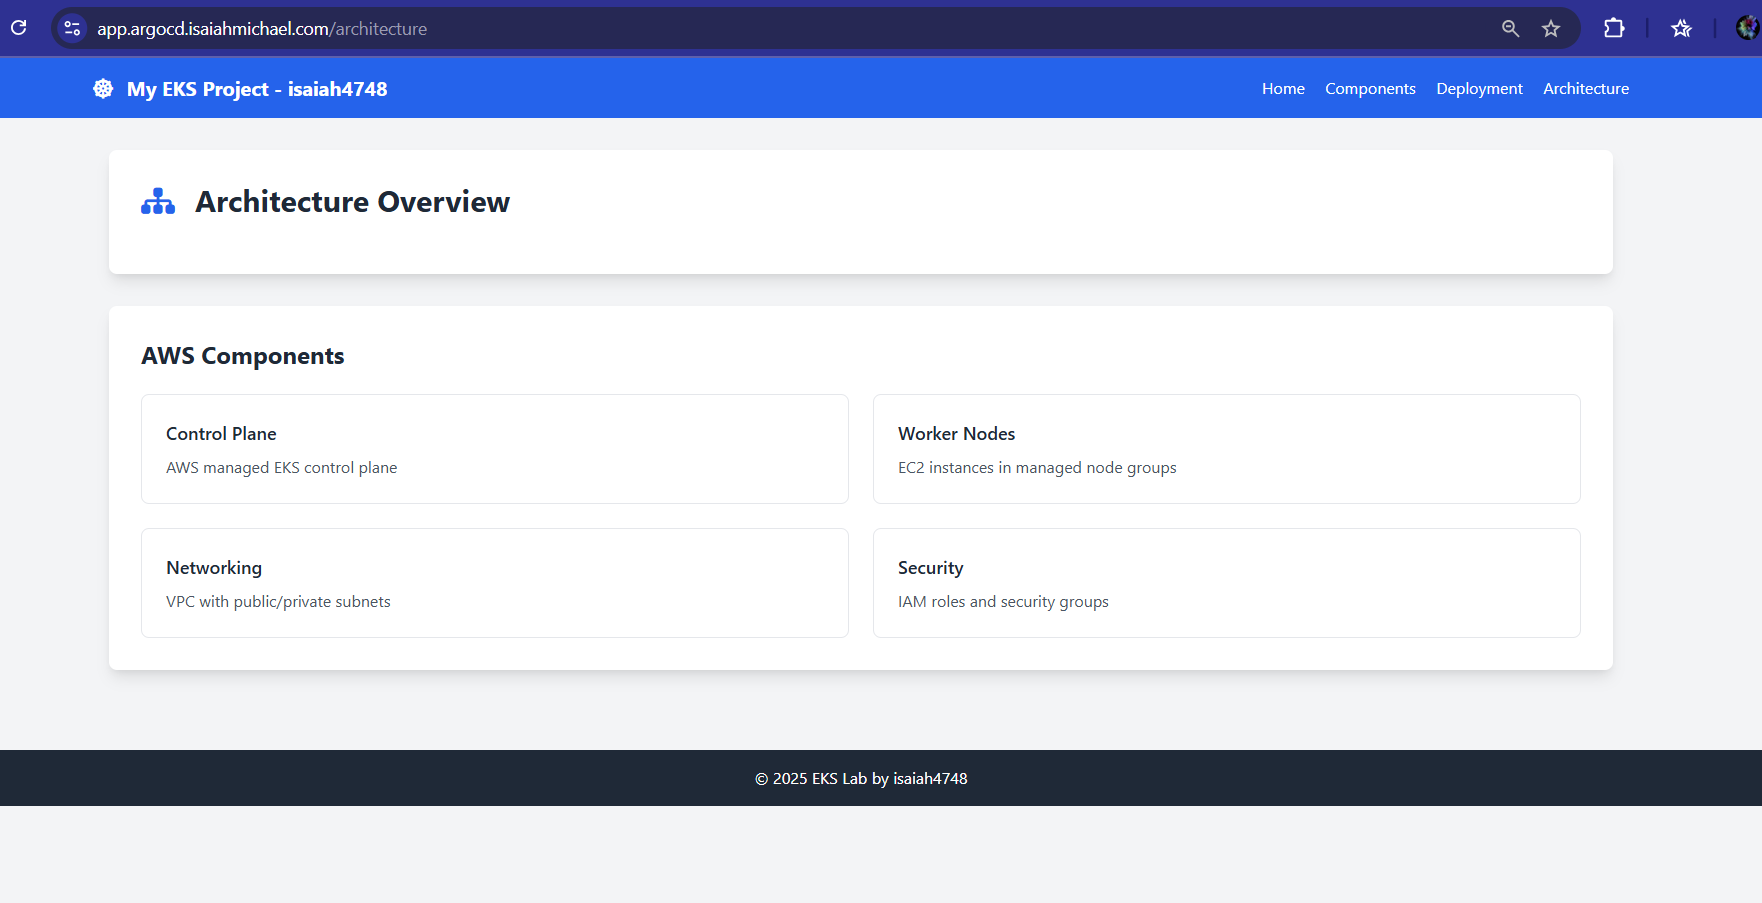 app.argocd.isaiahmichael.com/architecture
My EKS Project - isaiah4748
Home Components Deployment Architecture
Architecture Overview
AWS Components
Control Plane
AWS managed EKS control plane
Worker Nodes
EC2 instances in managed node groups
Networking
VPC with public/private subnets
Security
IAM roles and security groups
© 2025 EKS Lab by isaiah4748